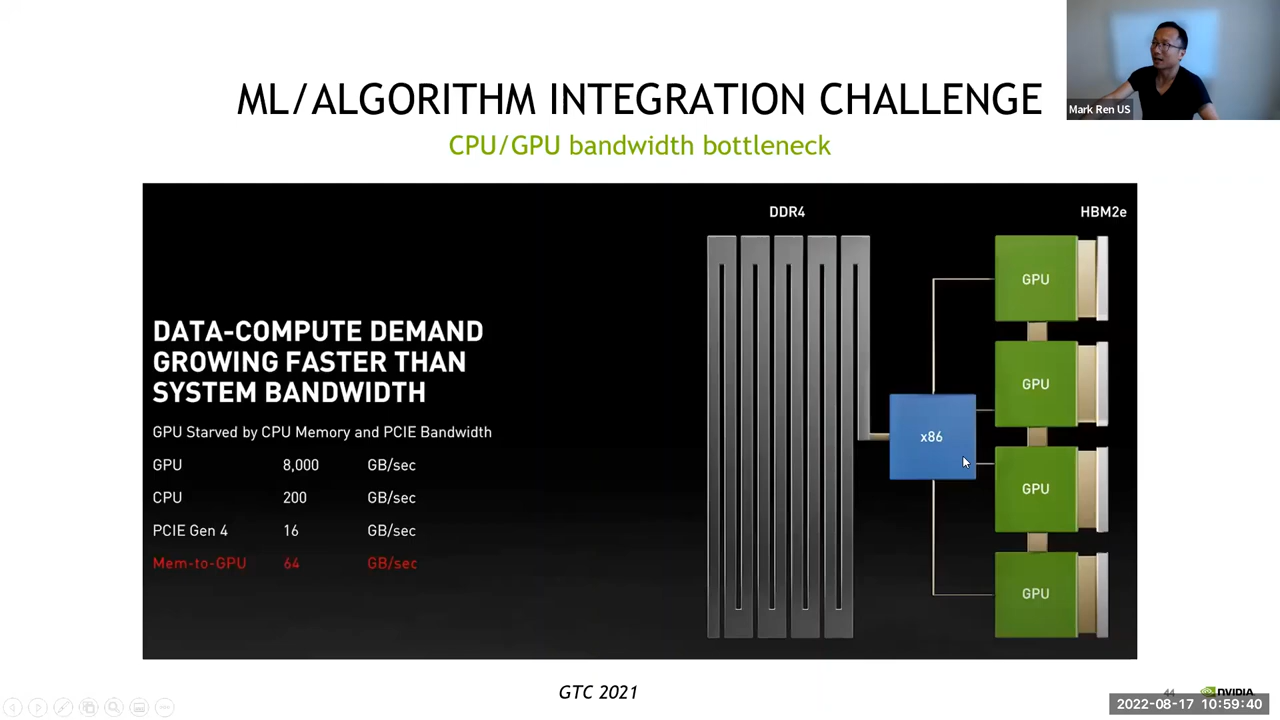 ML/ALGORITHM INTEGRATION CHALLENGE
CPU/GPU bandwidth bottleneck
Mark Ren US
DATA-COMPUTE DEMAND
GROWING FASTER THAN
SYSTEM BANDWIDTH
GPU Starved by CPU Memory and PCIE Bandwidth
GPU 8,000 GB/sec
CPU 200 GB/sec
PCIE Gen 4 16 GB/sec
Mem-to-GPU 64 GB/sec
DDR4
HBM2e
GPU
GPU
x86
GPU
GPU
GTC 2021
44
NVIDIA
2022-08-17 10:59:40